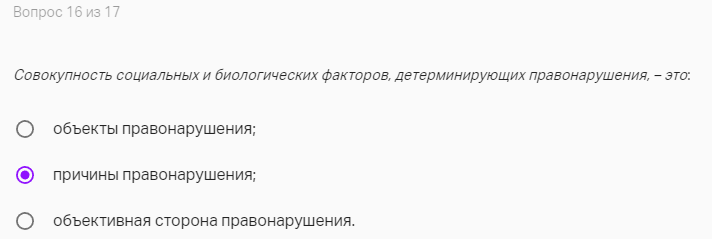 Вопрос 16 из 17
Совокупность социальных и биологических факторов, детерминирующих правонарушения, – это:
объекты правонарушения;
причины правонарушения;
объективная сторона правонарушения.